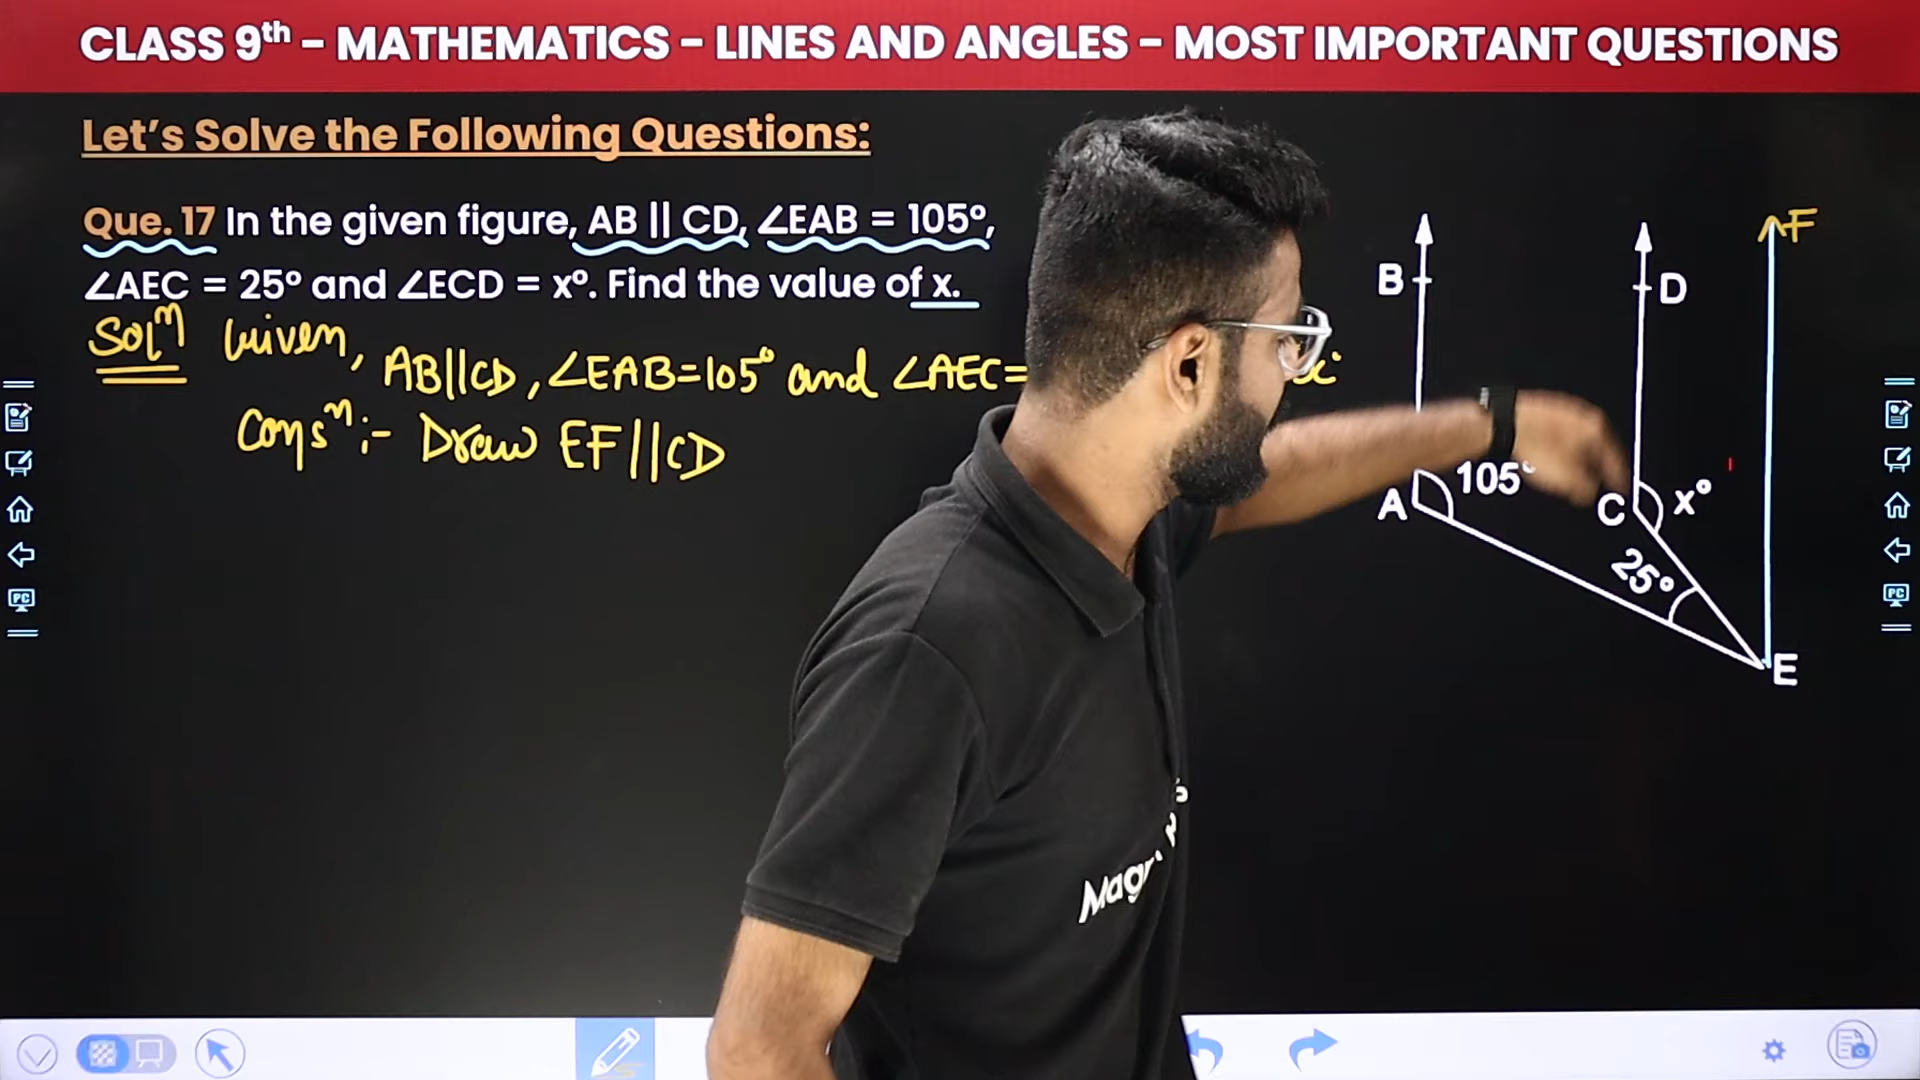 CLASS 9th – MATHEMATICS – LINES AND ANGLES – MOST IMPORTANT QUESTIONS
Let's Solve the Following Questions:
Que. 17 In the given figure, AB || CD, ∠EAB = 105°,
∠AEC = 25° and ∠ECD = x°. Find the value of x.
Solⁿ Given,
AB||CD, ∠EAB=105° and ∠AEC=
Consⁿ:- Draw EF||CD
B
D
F
A
105°
C
x°
25°
E
PC
PC